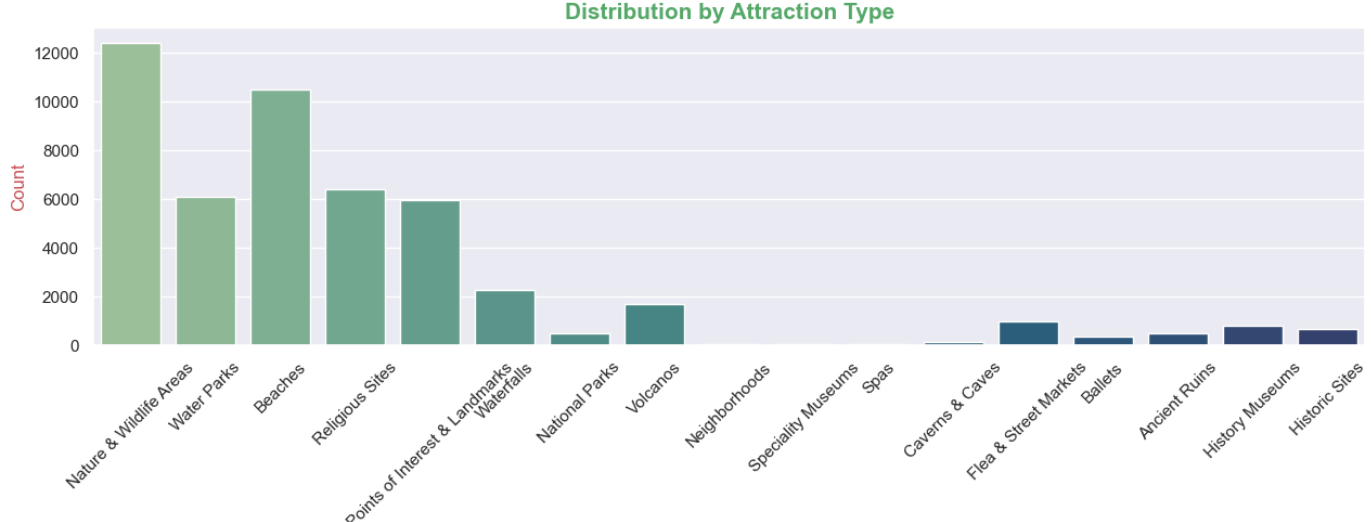 Distribution by Attraction Type
Count
12000
10000
8000
6000
4000
2000
0
Nature & Wildlife Areas
Water Parks
Beaches
Religious Sites
Points of Interest & Landmarks
Waterfalls
National Parks
Volcanos
Neighborhoods
Speciality Museums
Spas
Caverns & Caves
Flea & Street Markets
Ballets
Ancient Ruins
History Museums
Historic Sites